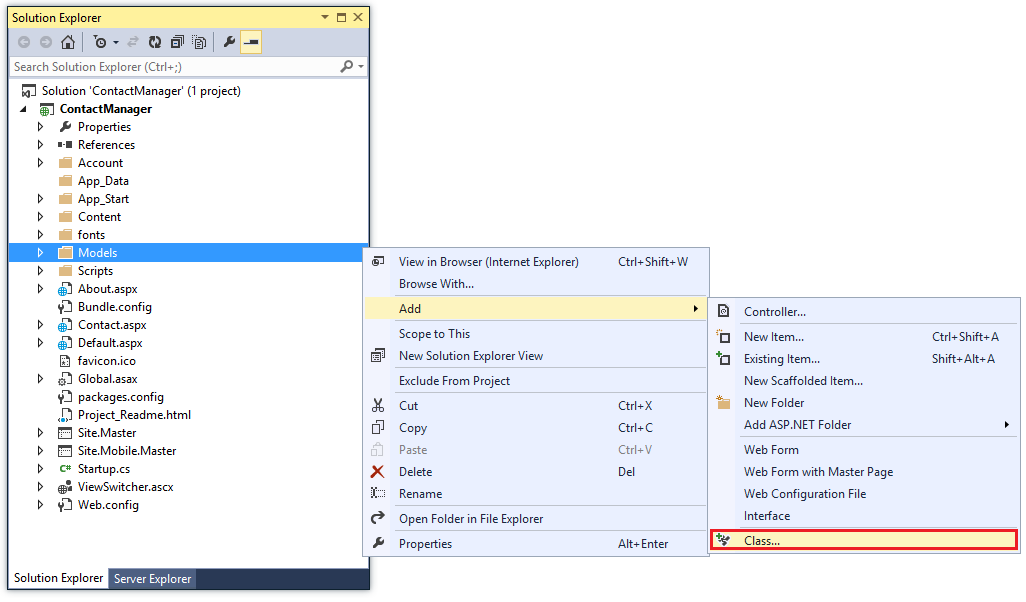 Solution Explorer
Search Solution Explorer (Ctrl+;)
Solution 'ContactManager' (1 project)
ContactManager
Properties
References
Account
App_Data
App_Start
Content
fonts
Models
Scripts
About.aspx
Bundle.config
Contact.aspx
Default.aspx
favicon.ico
Global.asax
packages.config
Project_Readme.html
Site.Master
Site.Mobile.Master
Startup.cs
ViewSwitcher.ascx
Web.config
Solution Explorer Server Explorer
View in Browser (Internet Explorer) Ctrl+Shift+W
Browse With...
Add
Scope to This
New Solution Explorer View
Exclude From Project
Cut Ctrl+X
Copy Ctrl+C
Paste Ctrl+V
Delete Del
Rename
Open Folder in File Explorer
Properties Alt+Enter
Controller...
New Item... Ctrl+Shift+A
Existing Item... Shift+Alt+A
New Scaffolded Item...
New Folder
Add ASP.NET Folder
Web Form
Web Form with Master Page
Web Configuration File
Interface
Class...